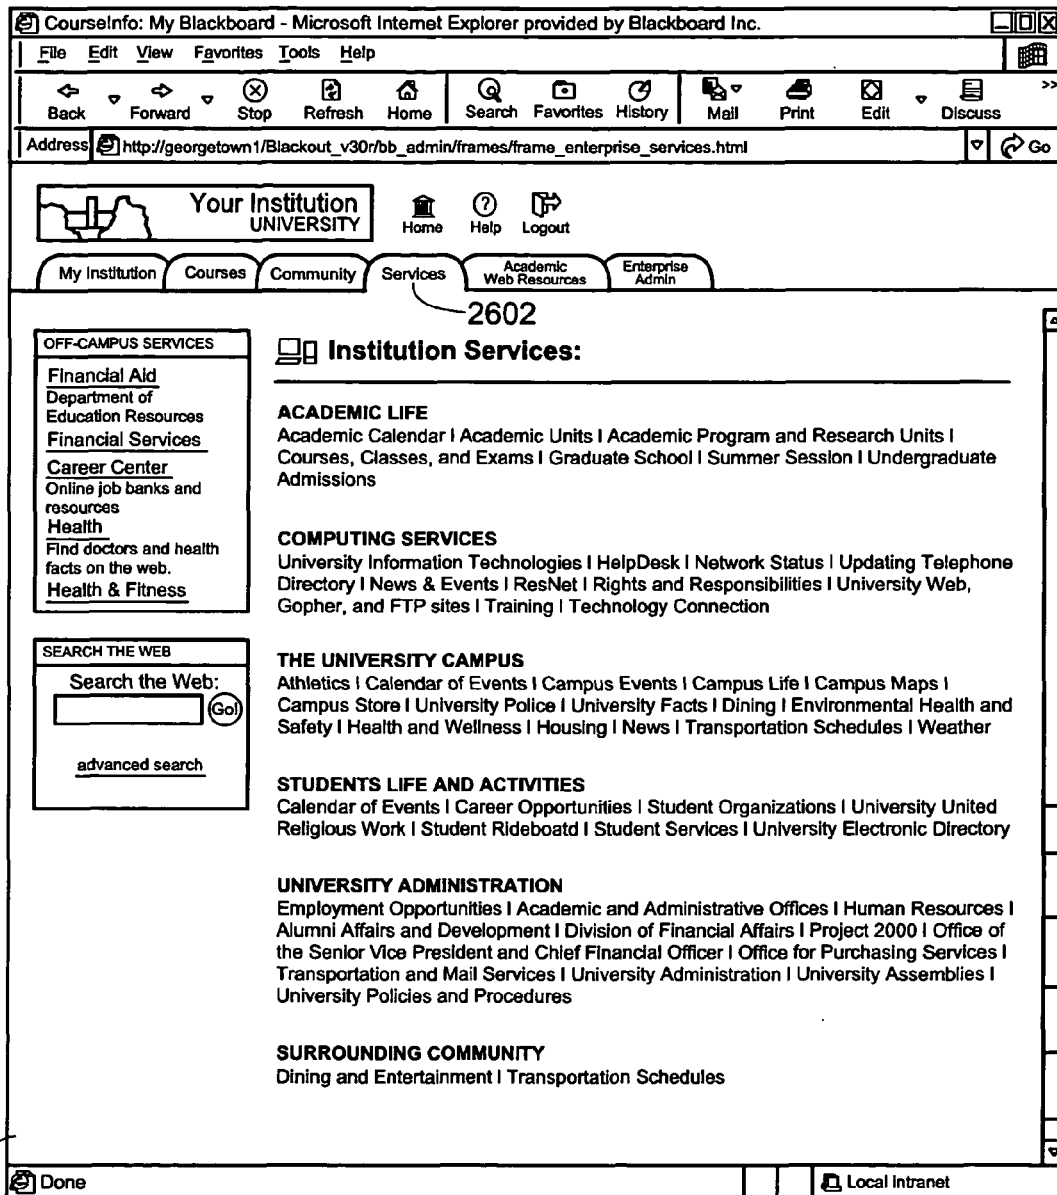 CourseInfo: My Blackboard - Microsoft Internet Explorer provided by Blackboard Inc.
File Edit View Favorites Tools Help
Back Forward Stop Refresh Home Search Favorites History Mail Print Edit Discuss >>
Address http://georgetown1/Blackout_v30r/bb_admin/frames/frame_enterprise_services.html Go
Your Institution
UNIVERSITY
Home Help Logout
My Institution Courses Community Services Academic Web Resources Enterprise Admin
2602
OFF-CAMPUS SERVICES
Financial Aid
Department of
Education Resources
Financial Services
Career Center
Online job banks and
resources
Health
Find doctors and health
facts on the web.
Health & Fitness
SEARCH THE WEB
Search the Web:
Go!
advanced search
Institution Services:
ACADEMIC LIFE
Academic Calendar | Academic Units | Academic Program and Research Units |
Courses, Classes, and Exams | Graduate School | Summer Session | Undergraduate
Admissions
COMPUTING SERVICES
University Information Technologies | HelpDesk | Network Status | Updating Telephone
Directory | News & Events | ResNet | Rights and Responsibilities | University Web,
Gopher, and FTP sites | Training | Technology Connection
THE UNIVERSITY CAMPUS
Athletics | Calendar of Events | Campus Events | Campus Life | Campus Maps |
Campus Store | University Police | University Facts | Dining | Environmental Health and
Safety | Health and Wellness | Housing | News | Transportation Schedules | Weather
STUDENTS LIFE AND ACTIVITIES
Calendar of Events | Career Opportunities | Student Organizations | University United
Religious Work | Student Rideboatd | Student Services | University Electronic Directory
UNIVERSITY ADMINISTRATION
Employment Opportunities | Academic and Administrative Offices | Human Resources |
Alumni Affairs and Development | Division of Financial Affairs | Project 2000 | Office of
the Senior Vice President and Chief Financial Officer | Office for Purchasing Services |
Transportation and Mail Services | University Administration | University Assemblies |
University Policies and Procedures
SURROUNDING COMMUNITY
Dining and Entertainment | Transportation Schedules
Done
Local intranet